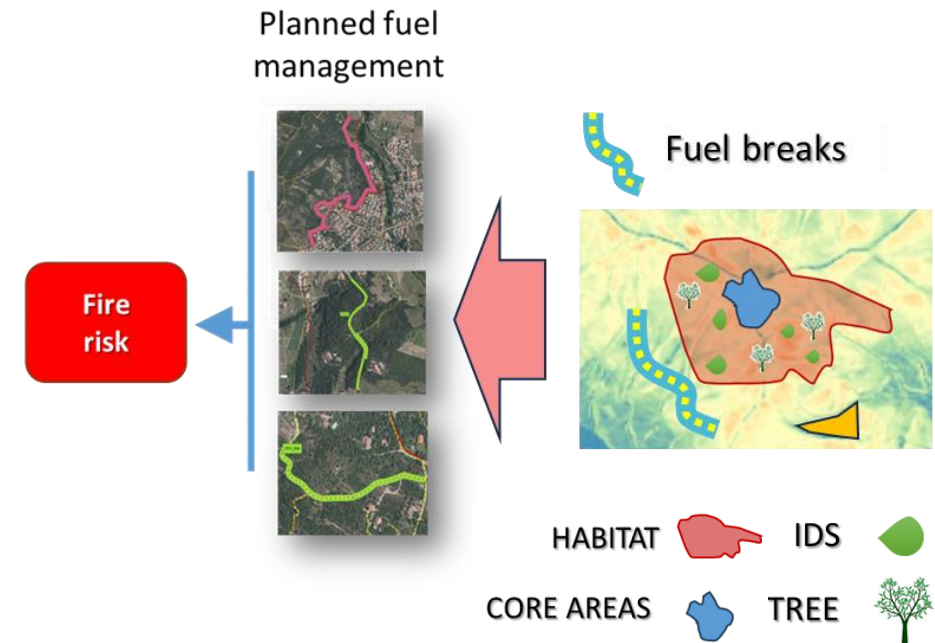 Planned fuel
management
Fuel breaks
Fire
risk
HABITAT
IDS
CORE AREAS
TREE